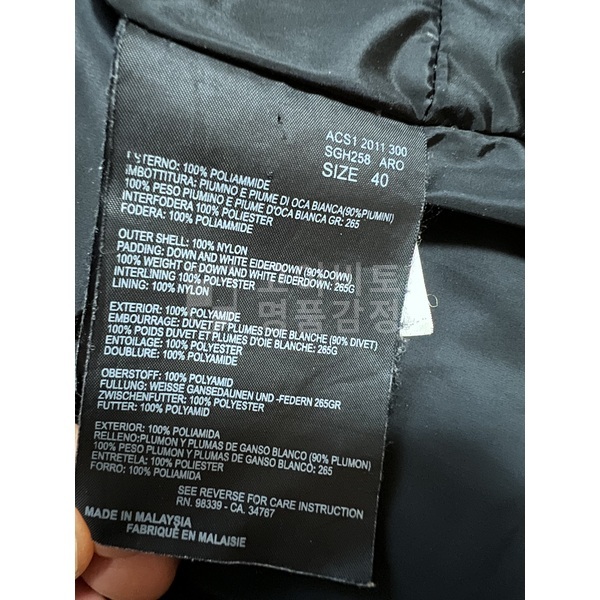 ACS1 2011 300
SGH258 ARO
SIZE 40
ESTERNO: 100% POLIAMMIDE
IMBOTTITURA: PIUMINO E PIUME DI OCA BIANCA(90%PIUMINI)
100% PESO PIUMINO E PIUME D'OCA BIANCA GR: 265
INTERFODERA 100% POLIESTER
FODERA: 100% POLIAMMIDE
OUTER SHELL: 100% NYLON
PADDING: DOWN AND WHITE EIDERDOWN (90%DOWN)
100% WEIGHT OF DOWN AND WHITE EIDERDOWN: 265G
INTERLINING 100% POLYESTER
LINING: 100% NYLON
EXTERIOR: 100% POLYAMIDE
EMBOURRAGE: DUVET ET PLUMES D'OIE BLANCHE (90% DIVET)
100% POIDS DUVET ET PLUMES D'OIE BLANCHE: 265G
ENTOILAGE: 100% POLYESTER
DOUBLURE: 100% POLYAMIDE
OBERSTOFF: 100% POLYAMID
FULLUNG: WEISSE GANSEDAUNEN UND -FEDERN 265GR
ZWISCHENFUTTER: 100% POLYESTER
FUTTER: 100% POLYAMID
EXTERIOR: 100% POLIAMIDA
RELLENO:PLUMON Y PLUMAS DE GANSO BLANCO (90% PLUMON)
100% PESO PLUMON Y PLUMAS DE GANSO BLANCO: 265
ENTRETELA: 100% POLIESTER
FORRO: 100% POLIAMIDA
SEE REVERSE FOR CARE INSTRUCTION
RN. 98339 - CA. 34767
MADE IN MALAYSIA
FABRIQUÉ EN MALAISIE
명품감정